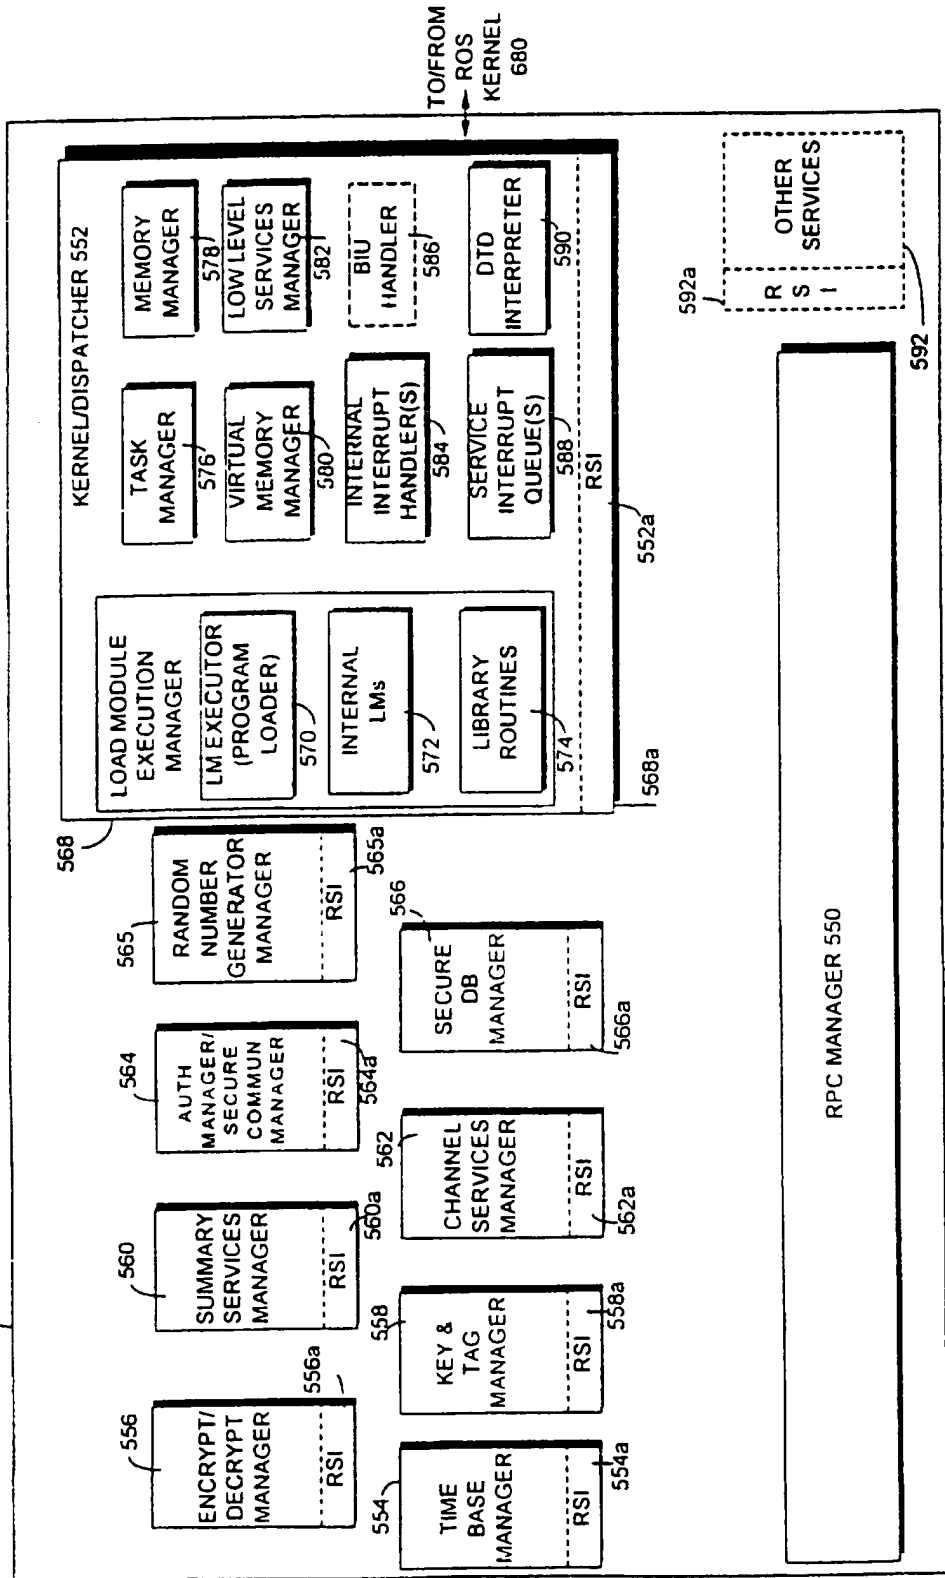 TO/FROM
ROS
KERNEL
680
KERNEL/DISPATCHER 552
LOAD MODULE
EXECUTION
MANAGER
568
LM EXECUTOR
(PROGRAM
LOADER)
570
INTERNAL
LMs
572
LIBRARY
ROUTINES
574
568a
TASK
MANAGER
576
MEMORY
MANAGER
578
VIRTUAL
MEMORY
MANAGER
580
LOW LEVEL
SERVICES
MANAGER
582
INTERNAL
INTERRUPT
HANDLER(S)
584
BIU
HANDLER
586
SERVICE
INTERRUPT
QUEUE(S)
588
DTD
INTERPRETER
590
RSI
552a
556
ENCRYPT/
DECRYPT
MANAGER
RSI
556a
560
SUMMARY
SERVICES
MANAGER
RSI
560a
564
AUTH
MANAGER/
SECURE
COMMUN
MANAGER
RSI
564a
565
RANDOM
NUMBER
GENERATOR
MANAGER
RSI
565a
554
TIME
BASE
MANAGER
RSI
554a
558
KEY &
TAG
MANAGER
RSI
558a
562
CHANNEL
SERVICES
MANAGER
RSI
562a
566
SECURE
DB
MANAGER
RSI
566a
592a
R
S
I
OTHER
SERVICES
592
RPC MANAGER 550